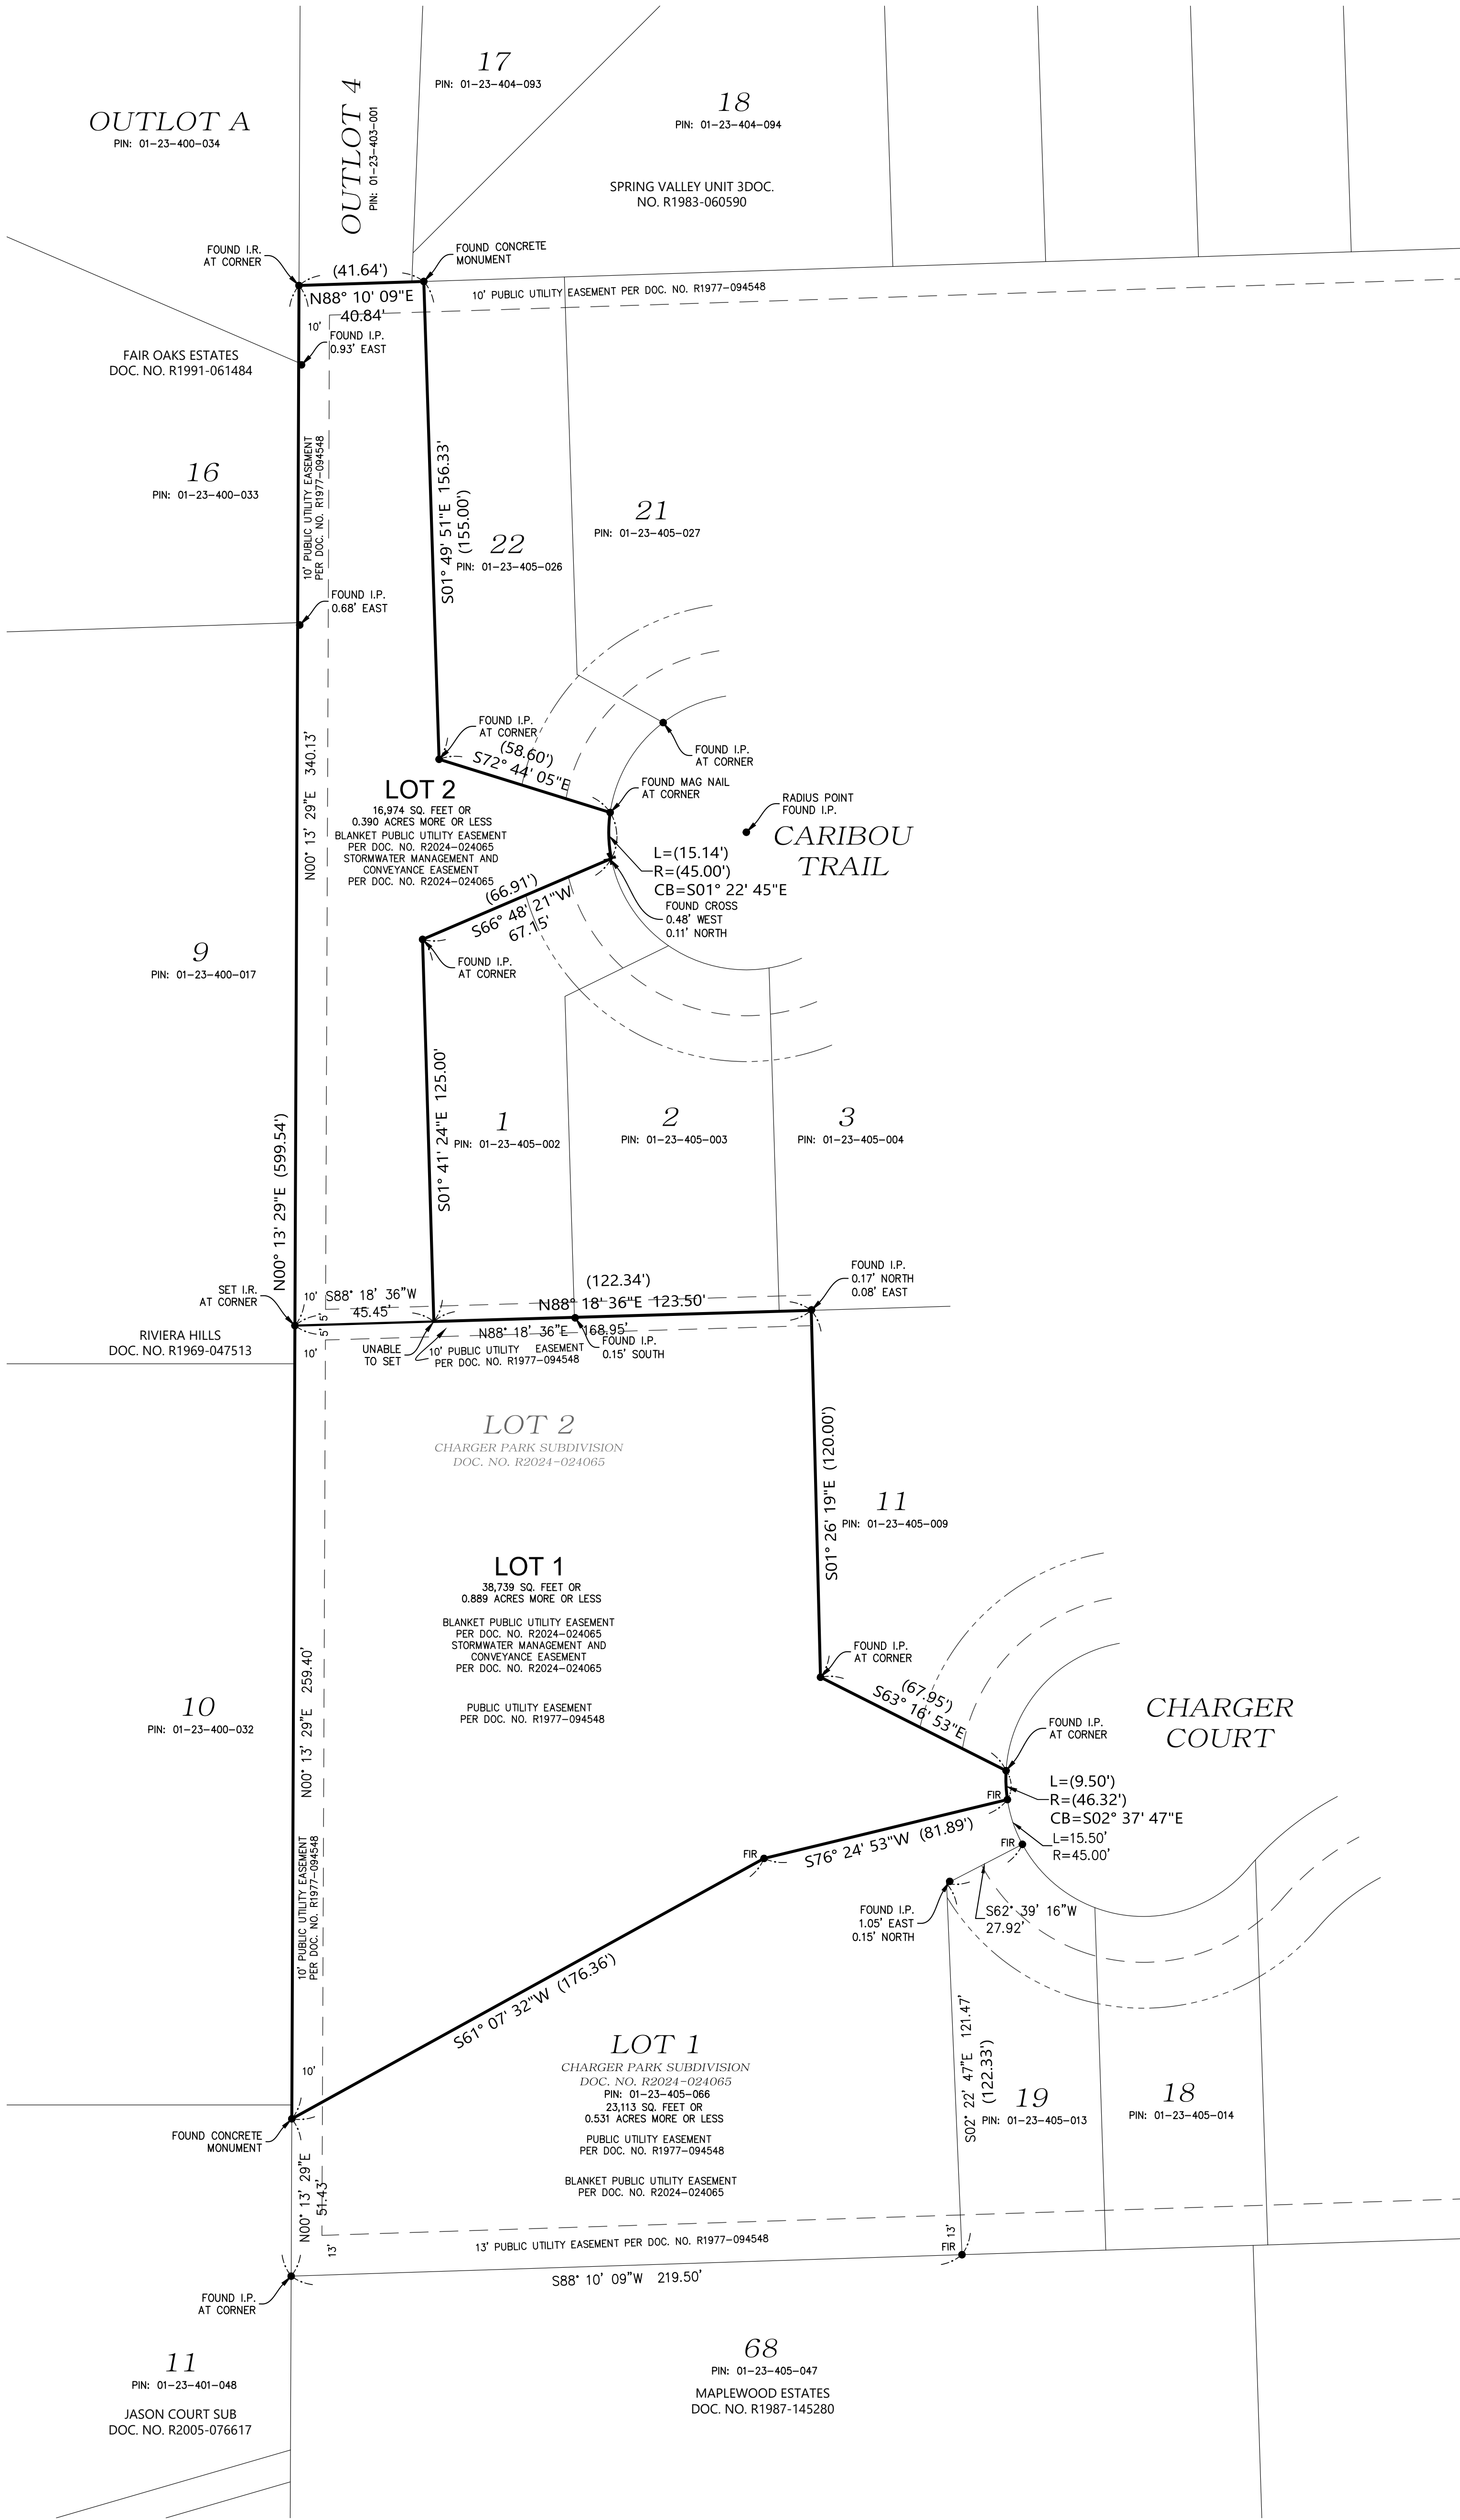 17
PIN: 01-23-404-093
18
PIN: 01-23-404-094
OUTLOT A
PIN: 01-23-400-034
OUTLOT 4
PIN: 01-23-403-001
SPRING VALLEY UNIT 3DOC.
NO. R1983-060590
FOUND I.R.
AT CORNER
FOUND CONCRETE
MONUMENT
(41.64')
N88° 10' 09"E
40.84'
10' PUBLIC UTILITY EASEMENT PER DOC. NO. R1977-094548
10'
FOUND I.P.
0.93' EAST
FAIR OAKS ESTATES
DOC. NO. R1991-061484
16
PIN: 01-23-400-033
10' PUBLIC UTILITY EASEMENT
PER DOC. NO. R1977-094548
S01° 49' 51"E 156.33'
(155.00')
21
PIN: 01-23-405-027
22
PIN: 01-23-405-026
FOUND I.P.
0.68' EAST
N00° 13' 29"E 340.13'
FOUND I.P.
AT CORNER
(58.60')
S72° 44' 05"E
FOUND I.P.
AT CORNER
FOUND MAG NAIL
AT CORNER
RADIUS POINT
FOUND I.P.
CARIBOU
TRAIL
LOT 2
16,974 SQ. FEET OR
0.390 ACRES MORE OR LESS
BLANKET PUBLIC UTILITY EASEMENT
PER DOC. NO. R2024-024065
STORMWATER MANAGEMENT AND
CONVEYANCE EASEMENT
PER DOC. NO. R2024-024065
L=(15.14')
R=(45.00')
CB=S01° 22' 45"E
FOUND CROSS
0.48' WEST
0.11' NORTH
(66.91')
S66° 48' 21"W
67.15'
FOUND I.P.
AT CORNER
9
PIN: 01-23-400-017
N00° 13' 29"E (599.54')
S01° 41' 24"E 125.00'
1
PIN: 01-23-405-002
2
PIN: 01-23-405-003
3
PIN: 01-23-405-004
SET I.R.
AT CORNER
10'
5'
5'
10'
S88° 18' 36"W
45.45'
(122.34')
N88° 18' 36"E 123.50'
FOUND I.P.
0.17' NORTH
0.08' EAST
N88° 18' 36"E 168.95'
RIVIERA HILLS
DOC. NO. R1969-047513
UNABLE
TO SET
10' PUBLIC UTILITY EASEMENT
PER DOC. NO. R1977-094548
FOUND I.P.
0.15' SOUTH
LOT 2
CHARGER PARK SUBDIVISION
DOC. NO. R2024-024065
S01° 26' 19"E (120.00')
11
PIN: 01-23-405-009
LOT 1
38,739 SQ. FEET OR
0.889 ACRES MORE OR LESS
BLANKET PUBLIC UTILITY EASEMENT
PER DOC. NO. R2024-024065
STORMWATER MANAGEMENT AND
CONVEYANCE EASEMENT
PER DOC. NO. R2024-024065
PUBLIC UTILITY EASEMENT
PER DOC. NO. R1977-094548
N00° 13' 29"E 259.40'
10
PIN: 01-23-400-032
FOUND I.P.
AT CORNER
(67.95')
S63° 16' 53"E
FOUND I.P.
AT CORNER
CHARGER
COURT
L=(9.50')
R=(46.32')
CB=S02° 37' 47"E
L=15.50'
R=45.00'
FIR
FIR
FIR
S76° 24' 53"W (81.89')
FOUND I.P.
1.05' EAST
0.15' NORTH
S62° 39' 16"W
27.92'
10' PUBLIC UTILITY EASEMENT
PER DOC. NO. R1977-094548
S61° 07' 32"W (176.36')
10'
LOT 1
CHARGER PARK SUBDIVISION
DOC. NO. R2024-024065
PIN: 01-23-405-066
23,113 SQ. FEET OR
0.531 ACRES MORE OR LESS
PUBLIC UTILITY EASEMENT
PER DOC. NO. R1977-094548
BLANKET PUBLIC UTILITY EASEMENT
PER DOC. NO. R2024-024065
S02° 22' 47"E 121.47'
(122.33')
19
PIN: 01-23-405-013
18
PIN: 01-23-405-014
FOUND CONCRETE
MONUMENT
N00° 13' 29"E
51.43'
13'
13' PUBLIC UTILITY EASEMENT PER DOC. NO. R1977-094548
13'
FIR
S88° 10' 09"W 219.50'
FOUND I.P.
AT CORNER
11
PIN: 01-23-401-048
JASON COURT SUB
DOC. NO. R2005-076617
68
PIN: 01-23-405-047
MAPLEWOOD ESTATES
DOC. NO. R1987-145280